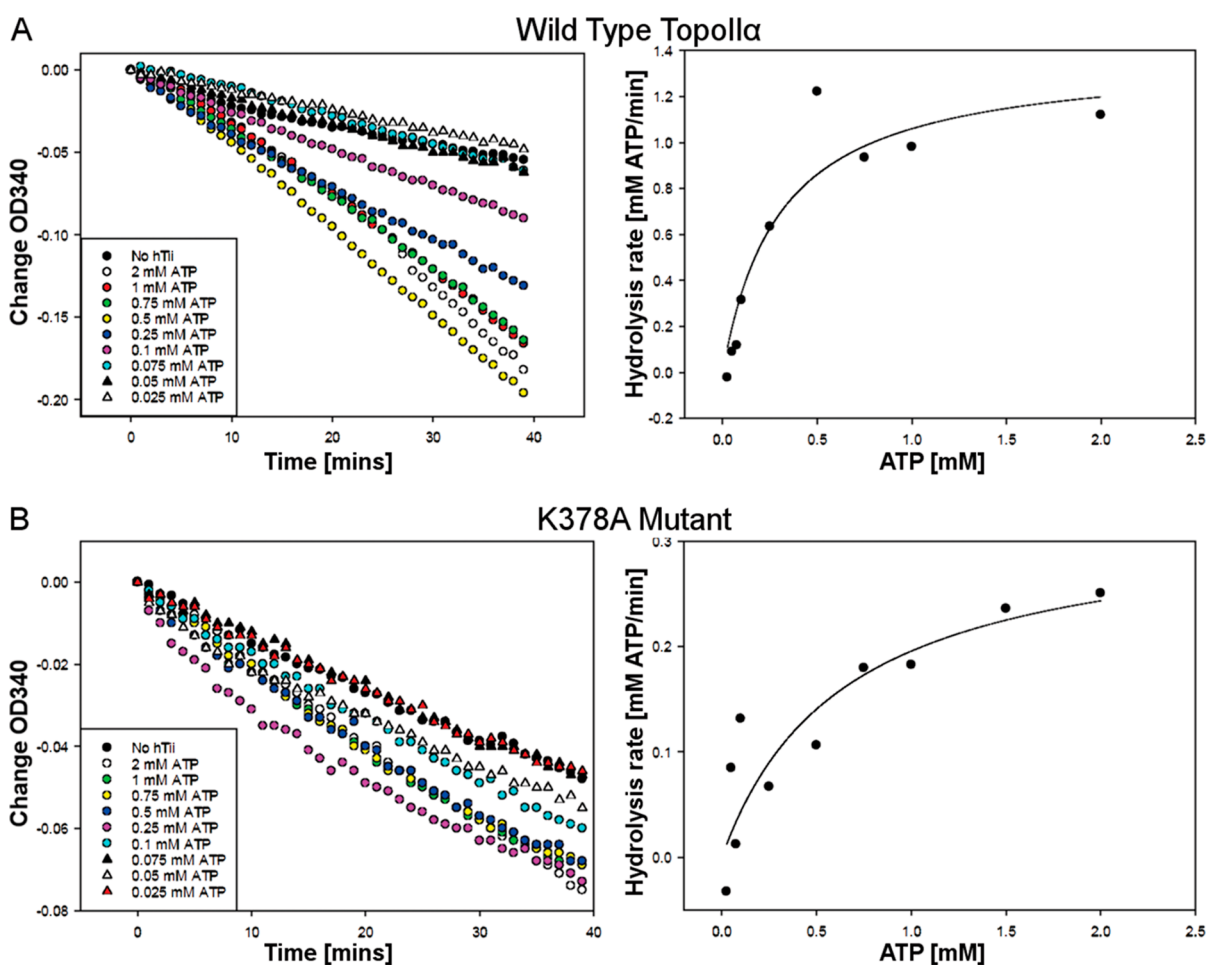 A
Wild Type TopoIIα
0.00
-0.05
-0.10
-0.15
-0.20
Change OD340
No hTii
2 mM ATP
1 mM ATP
0.75 mM ATP
0.5 mM ATP
0.25 mM ATP
0.1 mM ATP
0.075 mM ATP
0.05 mM ATP
0.025 mM ATP
0
10
20
30
40
Time [mins]
1.4
1.2
1.0
0.8
0.6
0.4
0.2
0.0
-0.2
Hydrolysis rate [mM ATP/min]
0.0
0.5
1.0
1.5
2.0
2.5
ATP [mM]
B
K378A Mutant
0.00
-0.02
-0.04
-0.06
-0.08
Change OD340
No hTii
2 mM ATP
1 mM ATP
0.75 mM ATP
0.5 mM ATP
0.25 mM ATP
0.1 mM ATP
0.075 mM ATP
0.05 mM ATP
0.025 mM ATP
0
10
20
30
40
Time [mins]
0.3
0.2
0.1
0.0
Hydrolysis rate [mM ATP/min]
0.0
0.5
1.0
1.5
2.0
2.5
ATP [mM]